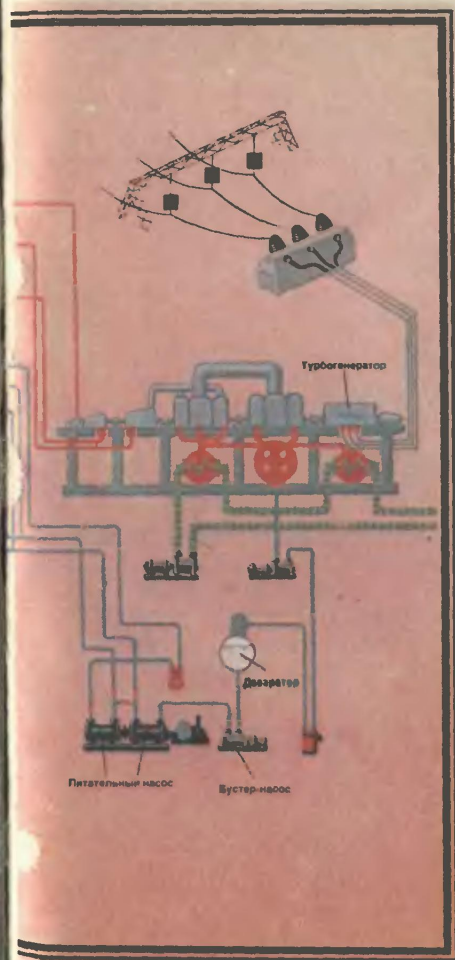 Турбогенератор
Деаэратор
Питательный насос
Бустер-насос